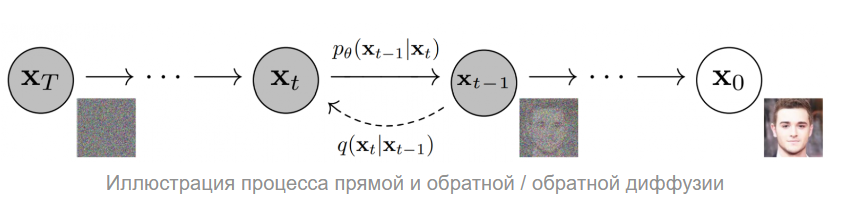 p_θ(x_{t−1}|x_t)
x_T → ··· → x_t → x_{t−1} → ··· → x_0
q(x_t|x_{t−1})
Иллюстрация процесса прямой и обратной / обратной диффузии